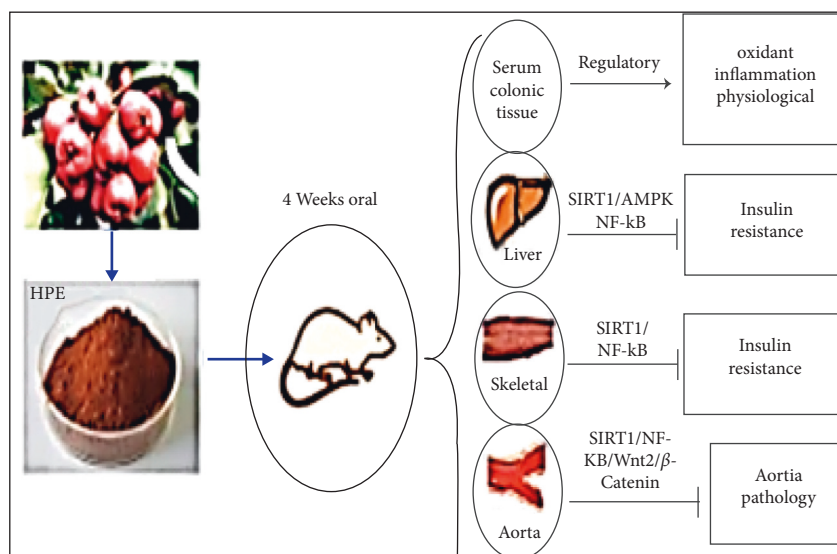 HPE
4 Weeks oral
Serum
colonic
tissue
Regulatory
oxidant
inflammation
physiological
Liver
SIRT1/AMPK
NF-kB
Insulin
resistance
Skeletal
SIRT1/
NF-kB
Insulin
resistance
Aorta
SIRT1/NF-
KB/Wnt2/β-
Catenin
Aortia
pathology